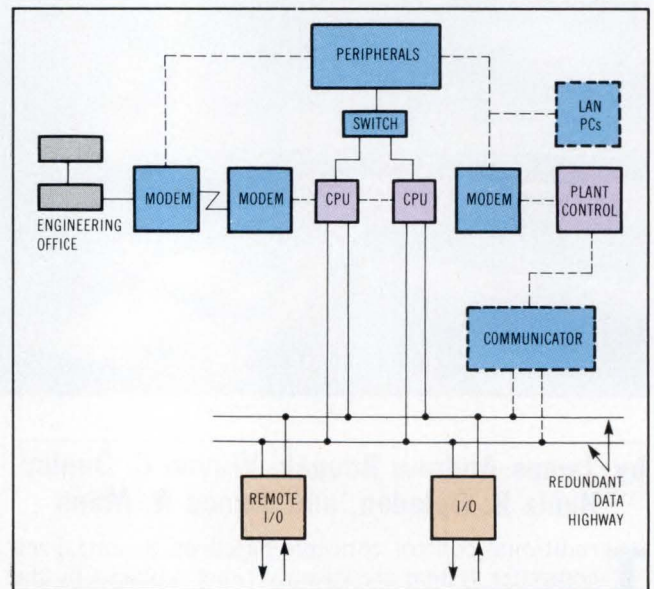 PERIPHERALS
LAN
PCs
SWITCH
MODEM
MODEM
CPU
CPU
MODEM
PLANT
CONTROL
ENGINEERING
OFFICE
COMMUNICATOR
REMOTE
I/O
I/O
REDUNDANT
DATA
HIGHWAY